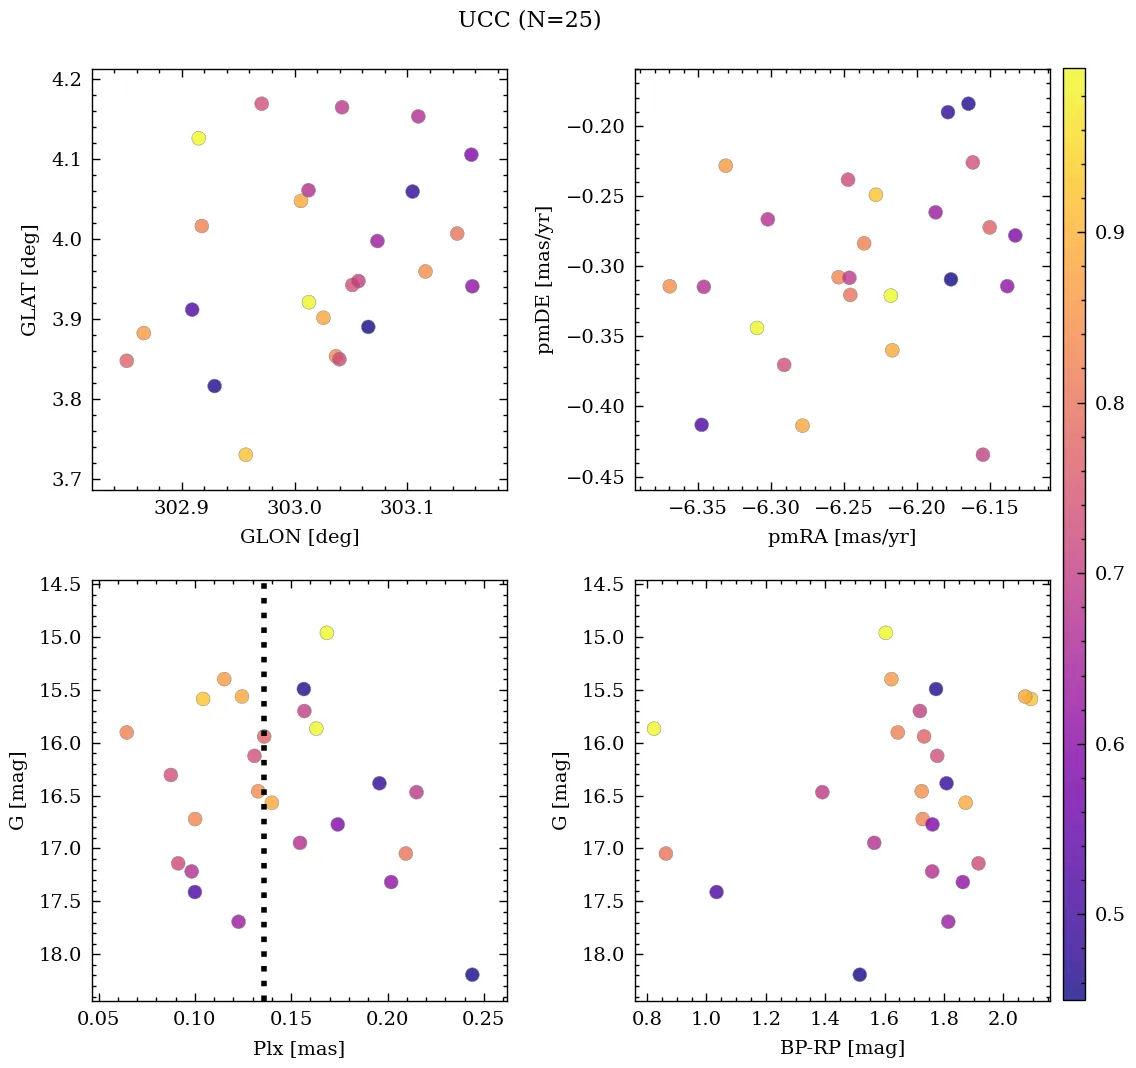 UCC (N=25)
4.2
4.1
4.0
3.9
3.8
3.7
GLAT [deg]
302.9 303.0 303.1
GLON [deg]
−0.20
−0.25
−0.30
−0.35
−0.40
−0.45
pmDE [mas/yr]
−6.35 −6.30 −6.25 −6.20 −6.15
pmRA [mas/yr]
14.5
15.0
15.5
16.0
16.5
17.0
17.5
18.0
G [mag]
0.05 0.10 0.15 0.20 0.25
Plx [mas]
14.5
15.0
15.5
16.0
16.5
17.0
17.5
18.0
G [mag]
0.8 1.0 1.2 1.4 1.6 1.8 2.0
BP-RP [mag]
0.9
0.8
0.7
0.6
0.5